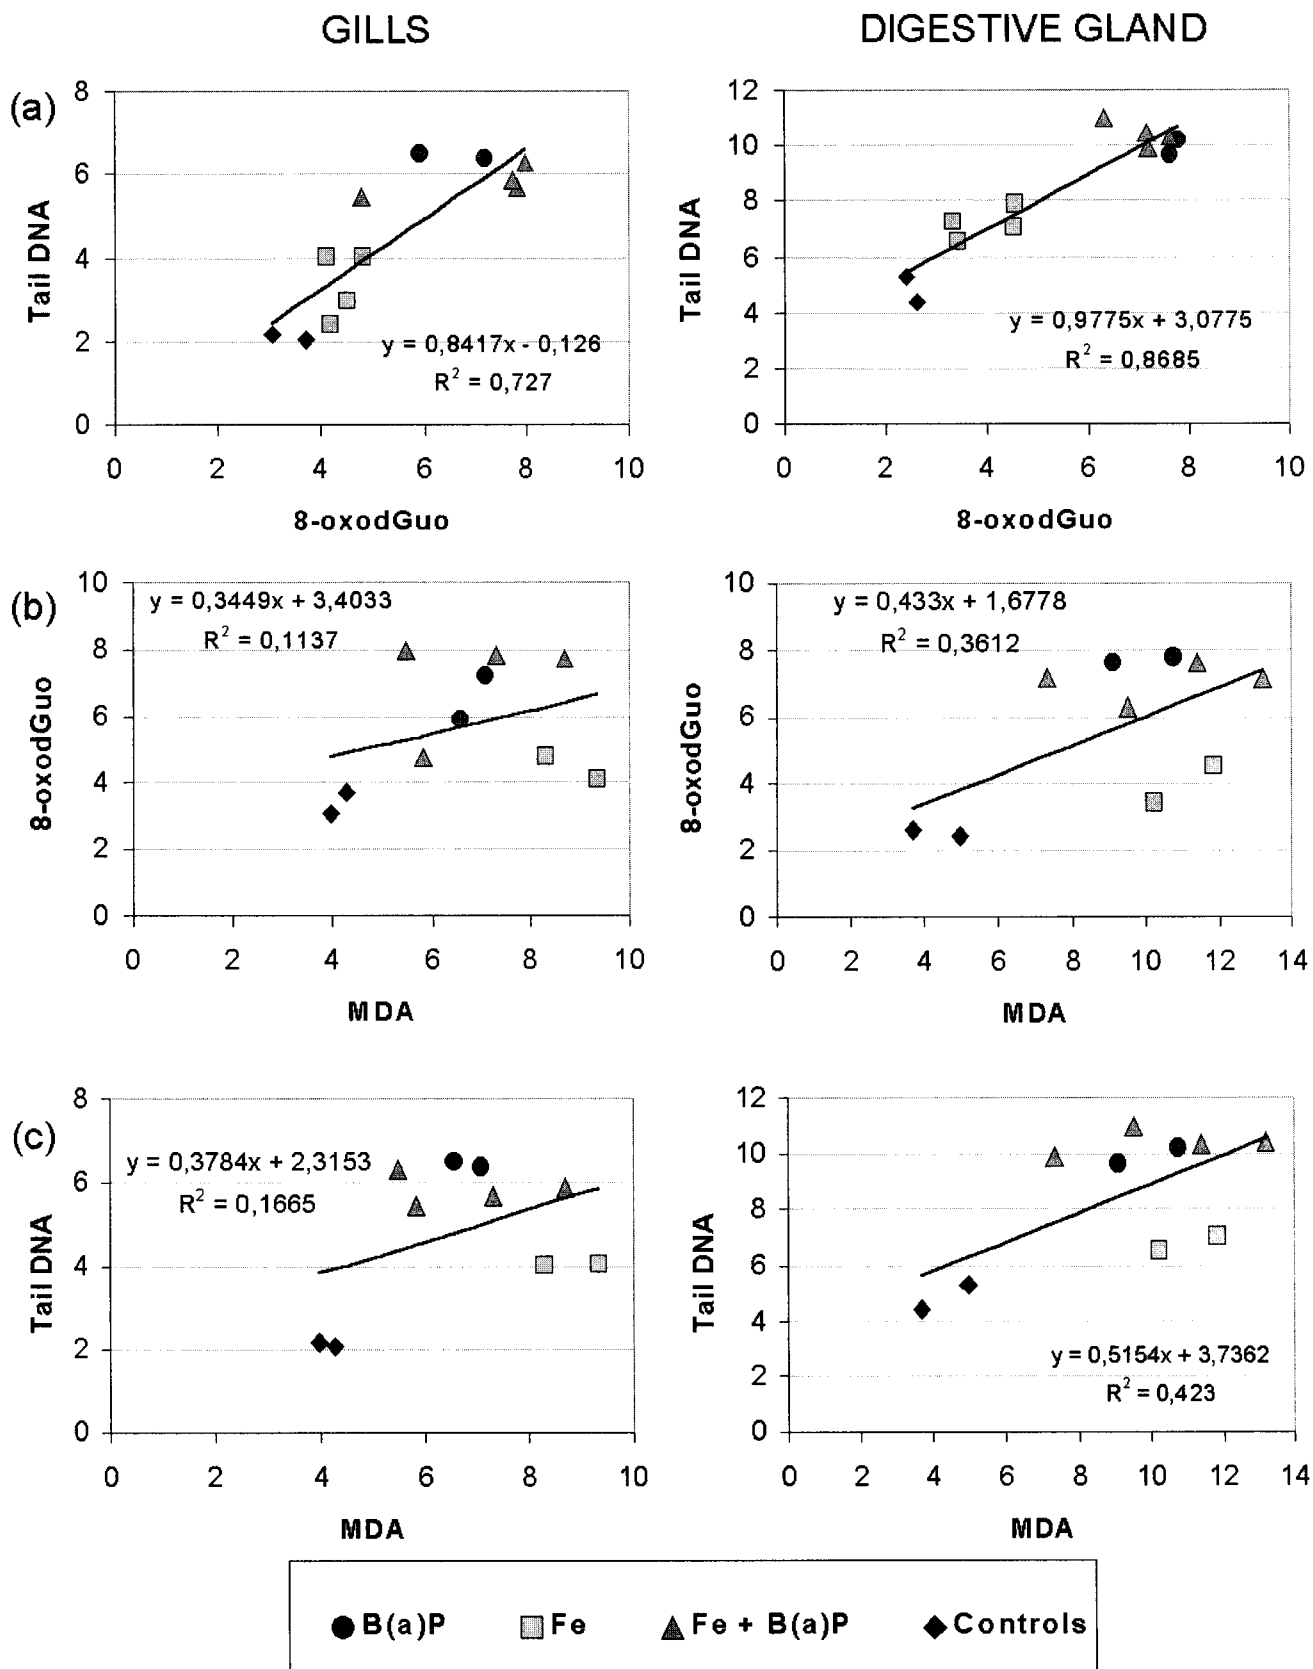 GILLS DIGESTIVE GLAND
(a)
8
6
4
2
0
Tail DNA
y = 0,8417x - 0,126
R² = 0,727
0 2 4 6 8 10
8-oxodGuo
12
10
8
6
4
2
0
Tail DNA
y = 0,9775x + 3,0775
R² = 0,8685
0 2 4 6 8 10
8-oxodGuo
(b)
10
8
6
4
2
0
8-oxodGuo
y = 0,3449x + 3,4033
R² = 0,1137
0 2 4 6 8 10
MDA
10
8
6
4
2
0
8-oxodGuo
y = 0,433x + 1,6778
R² = 0,3612
0 2 4 6 8 10 12 14
MDA
(c)
8
6
4
2
0
Tail DNA
y = 0,3784x + 2,3153
R² = 0,1665
0 2 4 6 8 10
MDA
12
10
8
6
4
2
0
Tail DNA
y = 0,5154x + 3,7362
R² = 0,423
0 2 4 6 8 10 12 14
MDA
B(a)P Fe Fe + B(a)P Controls